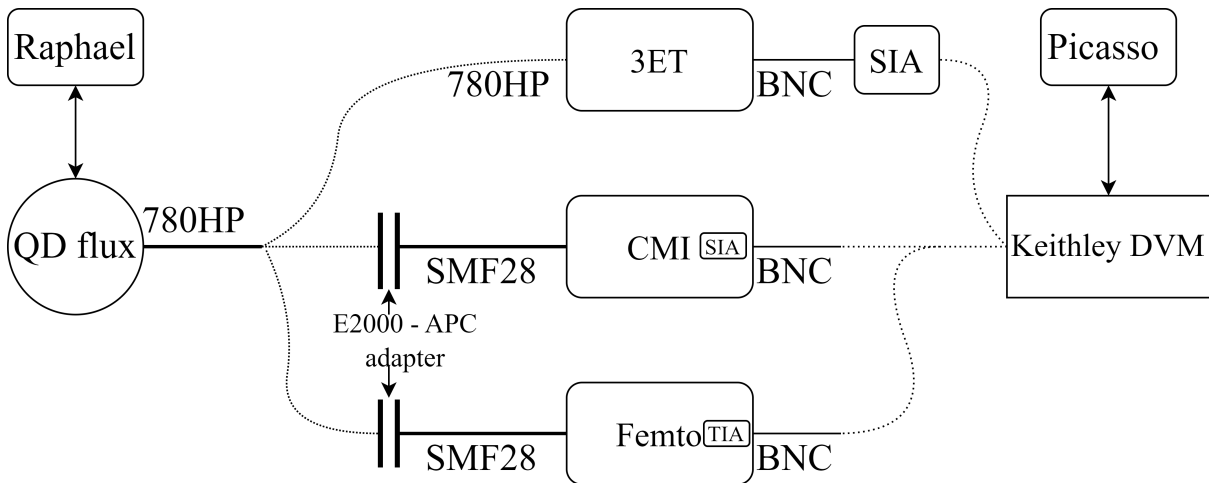 Raphael
780HP
3ET
BNC
SIA
Picasso
QD flux
780HP
SMF28
CMI
SIA
BNC
Keithley DVM
E2000 - APC
adapter
SMF28
Femto
TIA
BNC